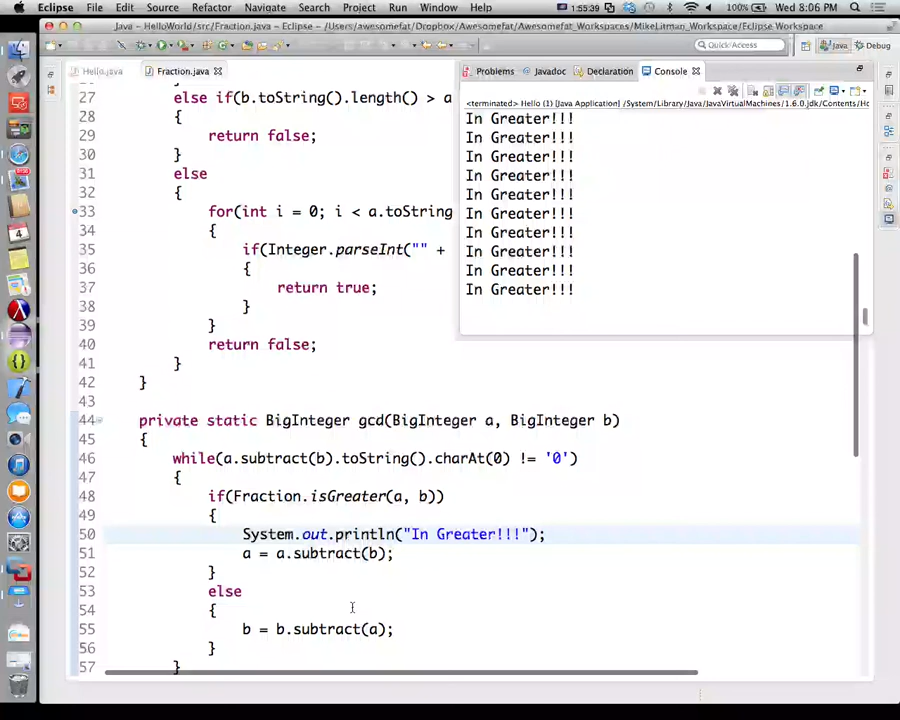 Eclipse File Edit Source Refactor Navigate Search Project Run Window Help 1:55:39 100% Wed 8:06 PM
Java - HelloWorld/src/Fraction.java - Eclipse - /Users/awesomefat/Dropbox/Awesomefat/Awesomefat_Workspaces/MikeLitman_Workspace/Eclipse Workspace
Quick Access Java Debug
Hello.java Fraction.java
Problems Javadoc Declaration Console
<terminated> Hello (1) [Java Application] /System/Library/Java/JavaVirtualMachines/1.6.0.jdk/Contents/Ho
In Greater!!!
In Greater!!!
In Greater!!!
In Greater!!!
In Greater!!!
In Greater!!!
In Greater!!!
In Greater!!!
In Greater!!!
In Greater!!!
27 else if(b.toString().length() > a
28 {
29 return false;
30 }
31 else
32 {
33 for(int i = 0; i < a.toString
34 {
35 if(Integer.parseInt("" +
36 {
37 return true;
38 }
39 }
40 return false;
41 }
42 }
43
44 private static BigInteger gcd(BigInteger a, BigInteger b)
45 {
46 while(a.subtract(b).toString().charAt(0) != '0')
47 {
48 if(Fraction.isGreater(a, b))
49 {
50 System.out.println("In Greater!!!");
51 a = a.subtract(b);
52 }
53 else
54 {
55 b = b.subtract(a);
56 }
57 }